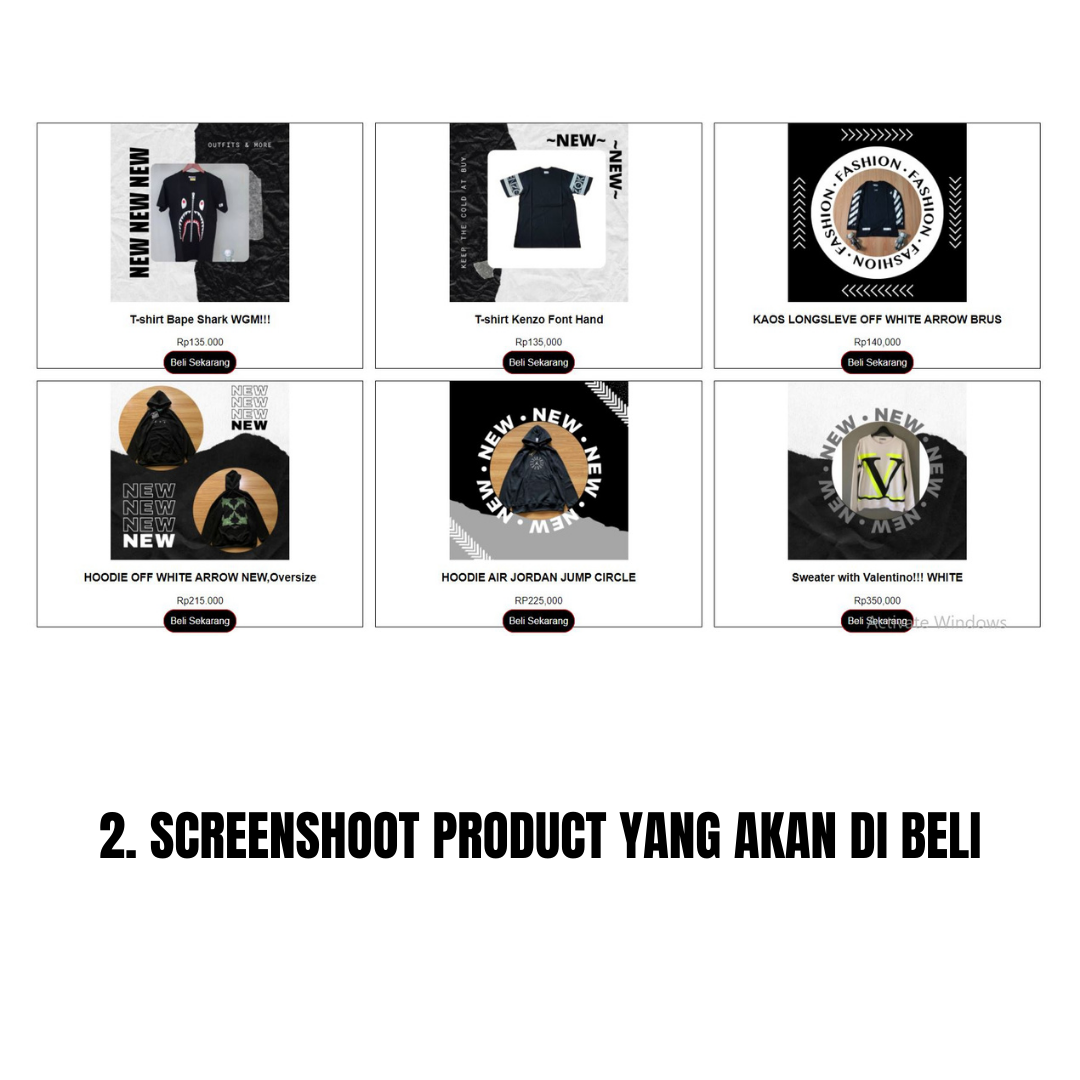 NEW NEW NEW
OUTFITS & MORE
~NEW~
~NEW~
KEEP THE COLD AT BUY
FASHION · FASHION · FASHION · FASHION ·
T-shirt Bape Shark WGM!!!
T-shirt Kenzo Font Hand
KAOS LONGSLEVE OFF WHITE ARROW BRUS
Rp135.000
Rp135,000
Rp140,000
Beli Sekarang
Beli Sekarang
Beli Sekarang
NEW
NEW
NEW
NEW
NEW
NEW
NEW
NEW
NEW • NEW • NEW • NEW • NEW •
NEW • NEW • NEW • NEW • NEW •
V
HOODIE OFF WHITE ARROW NEW,Oversize
HOODIE AIR JORDAN JUMP CIRCLE
Sweater with Valentino!!! WHITE
Rp215.000
RP225,000
Rp350,000
Beli Sekarang
Beli Sekarang
Beli Sekarang
Activate Windows
2. SCREENSHOOT PRODUCT YANG AKAN DI BELI